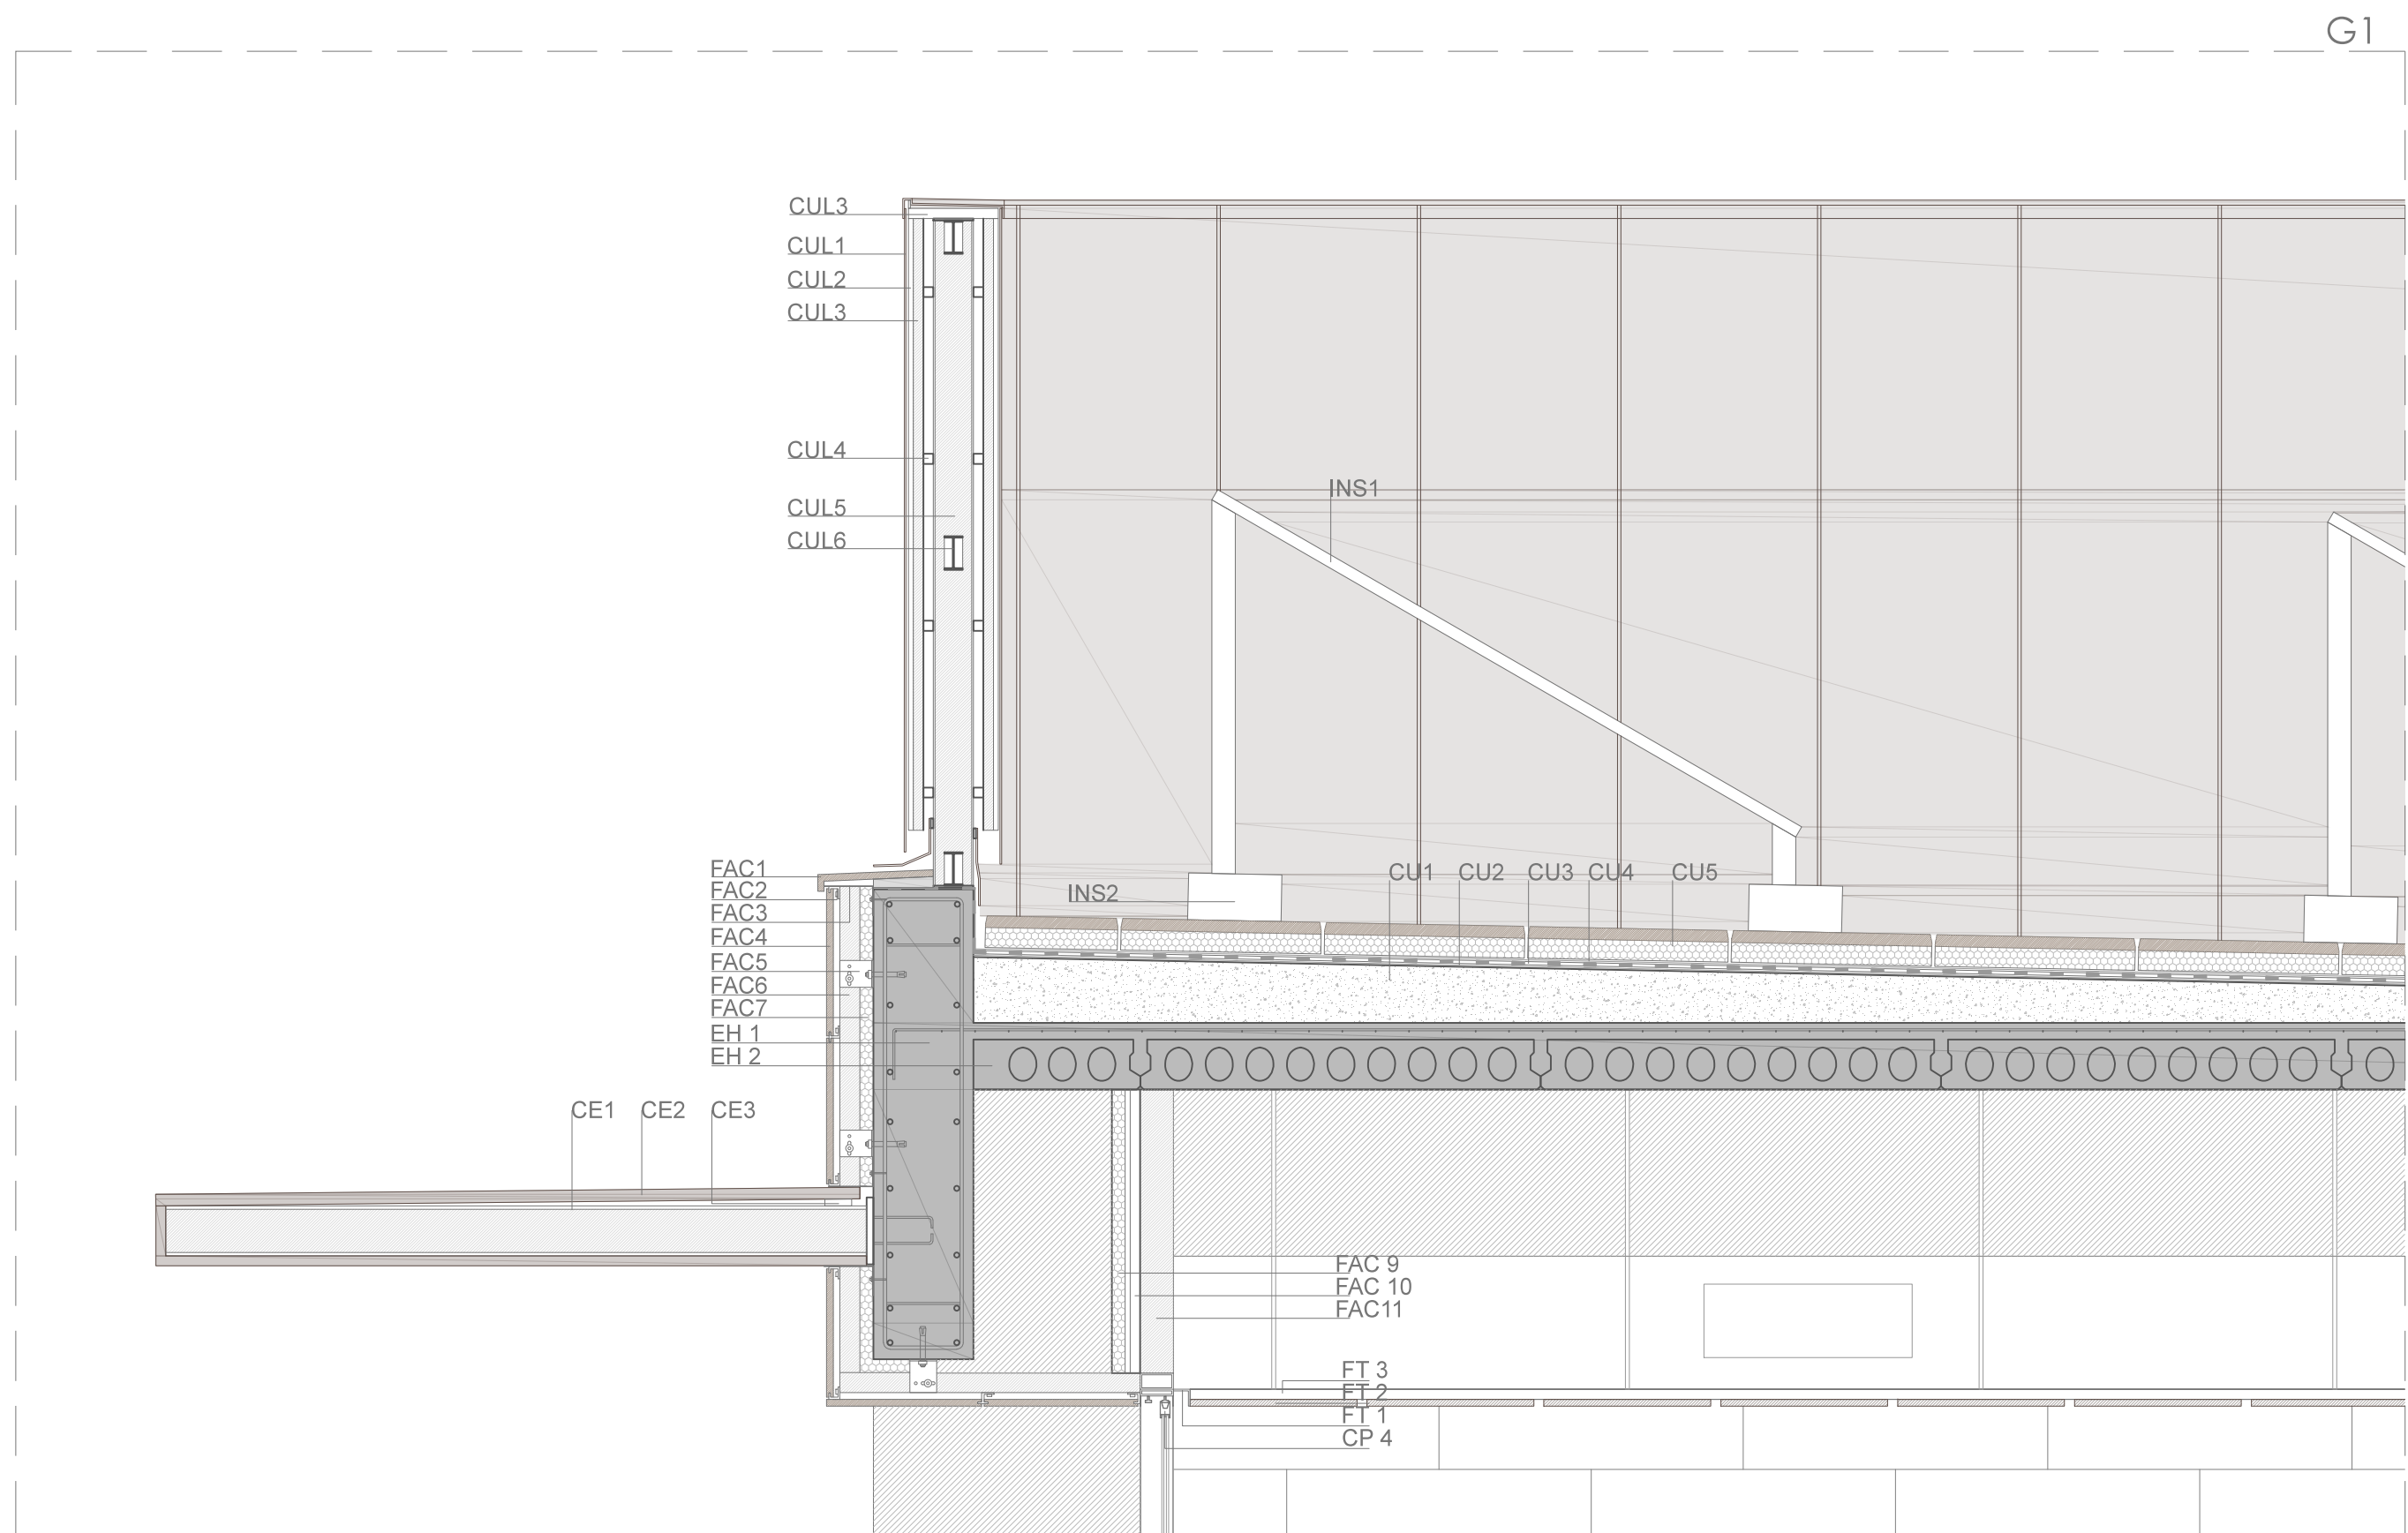 G1
CUL3
CUL1
CUL2
CUL3
CUL4
CUL5
CUL6
INS1
INS2
CU1 CU2 CU3 CU4 CU5
FAC1
FAC2
FAC3
FAC4
FAC5
FAC6
FAC7
EH 1
EH 2
CE1 CE2 CE3
FAC 9
FAC 10
FAC11
FT 3
FT 2
FT 1
CP 4